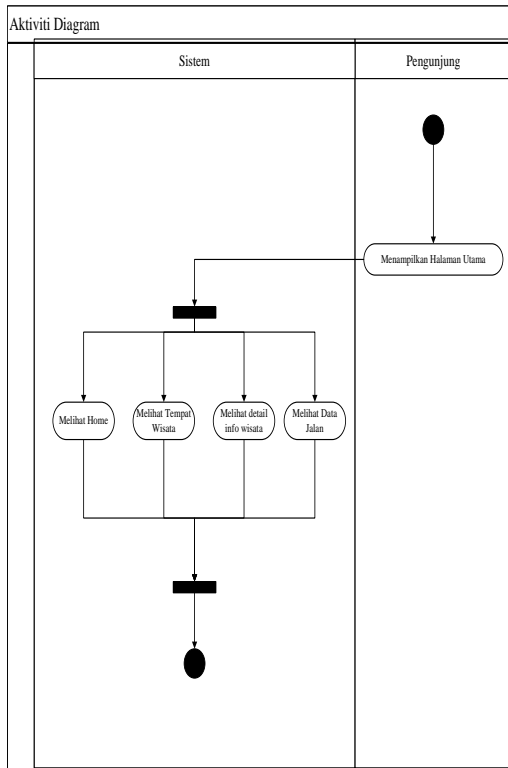 Aktiviti Diagram
Sistem
Pengunjung
Menampilkan Halaman Utama
Melihat Home
Melihat Tempat
Wisata
Melihat detail
info wisata
Melihat Data
Jalan